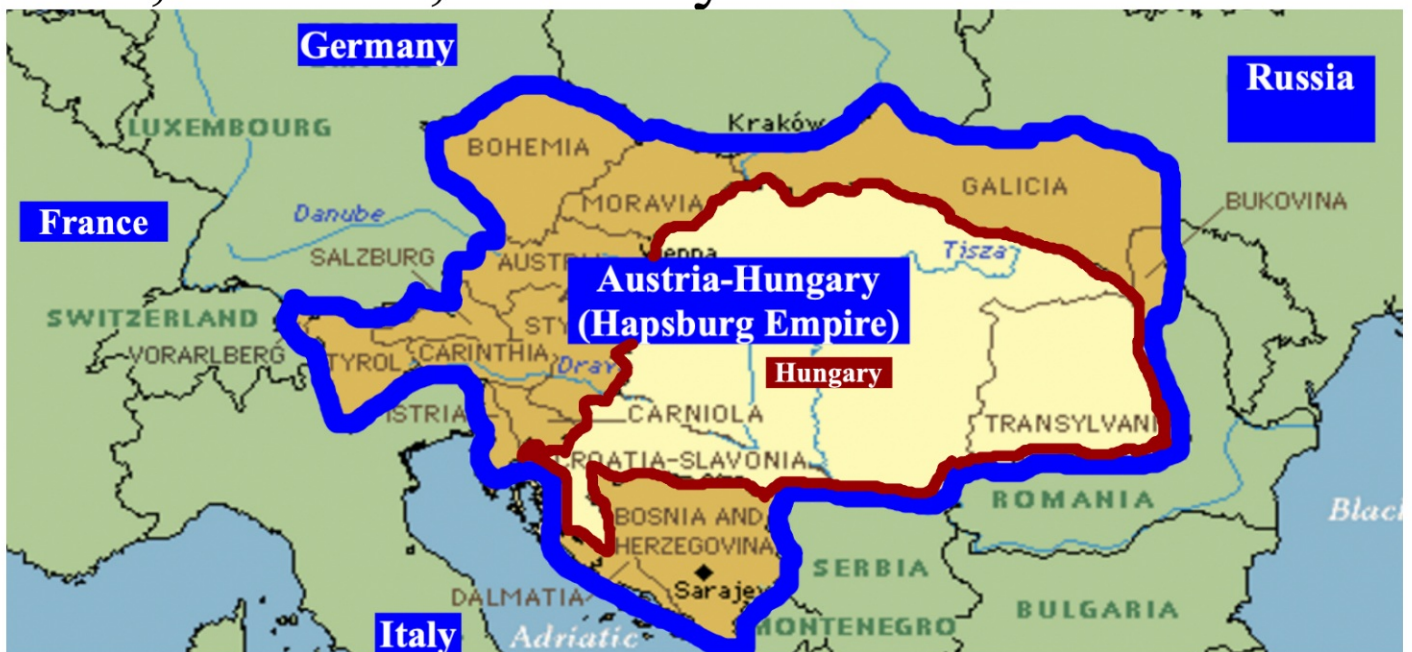 Germany
Russia
LUXEMBOURG
Kraków
BOHEMIA
GALICIA
MORAVIA
BUKOVINA
France
Danube
Vienna
Tisza
SALZBURG
Austria-Hungary
(Hapsburg Empire)
SWITZERLAND
VORARLBERG
TYROL
CARINTHIA
Hungary
ISTRIA
CARNIOLA
TRANSYLVANI
CROATIA-SLAVONIA
ROMANIA
Black
BOSNIA AND
HERZEGOVINA
SERBIA
DALMATIA
Sarajev
BULGARIA
MONTENEGRO
Italy
Adriatic